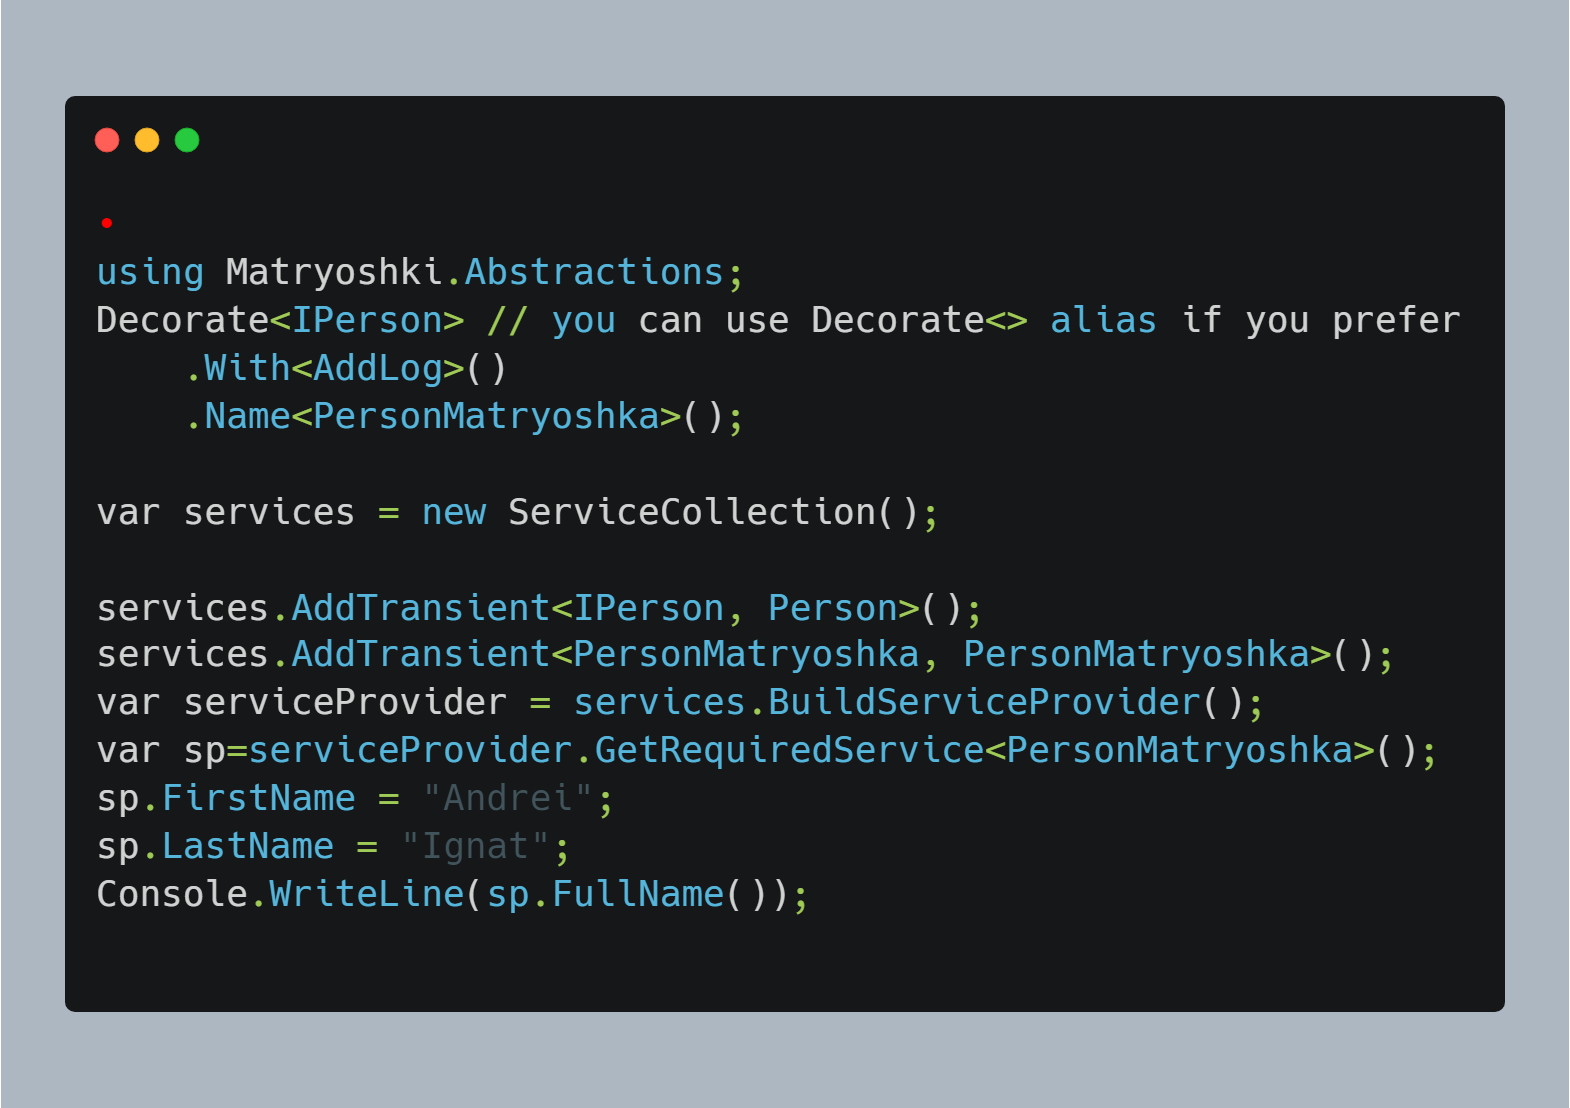 using Matryoshki.Abstractions;
Decorate<IPerson> // you can use Decorate<> alias if you prefer
    .With<AddLog>()
    .Name<PersonMatryoshka>();

var services = new ServiceCollection();

services.AddTransient<IPerson, Person>();
services.AddTransient<PersonMatryoshka, PersonMatryoshka>();
var serviceProvider = services.BuildServiceProvider();
var sp=serviceProvider.GetRequiredService<PersonMatryoshka>();
sp.FirstName = "Andrei";
sp.LastName = "Ignat";
Console.WriteLine(sp.FullName());